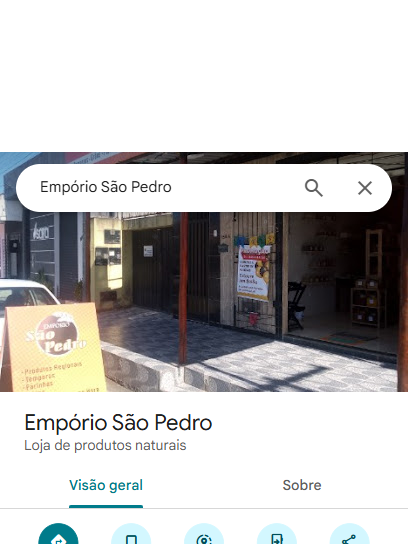 Empório São Pedro
EMPÓRIO
São
Pedro
- Produtos Regionais
- Temperos
- Farinhas
Empório São Pedro
Loja de produtos naturais
Visão geral
Sobre